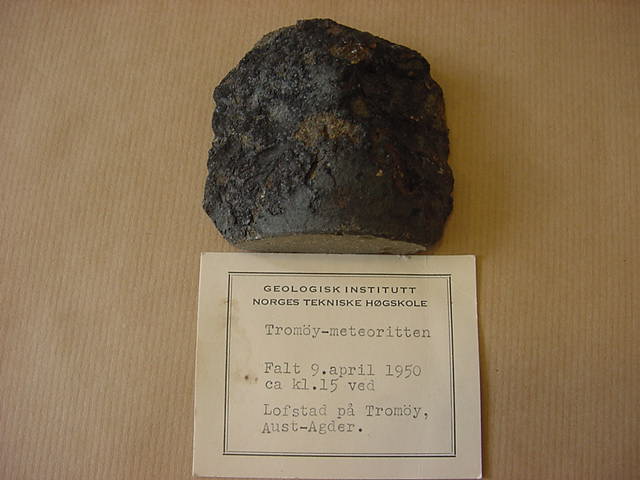 GEOLOGISK INSTITUTT
NORGES TEKNISKE HØGSKOLE
Tromöy-meteoritten
Falt 9.april 1950
ca kl.15 ved
Lofstad på Tromöy,
Aust-Agder.